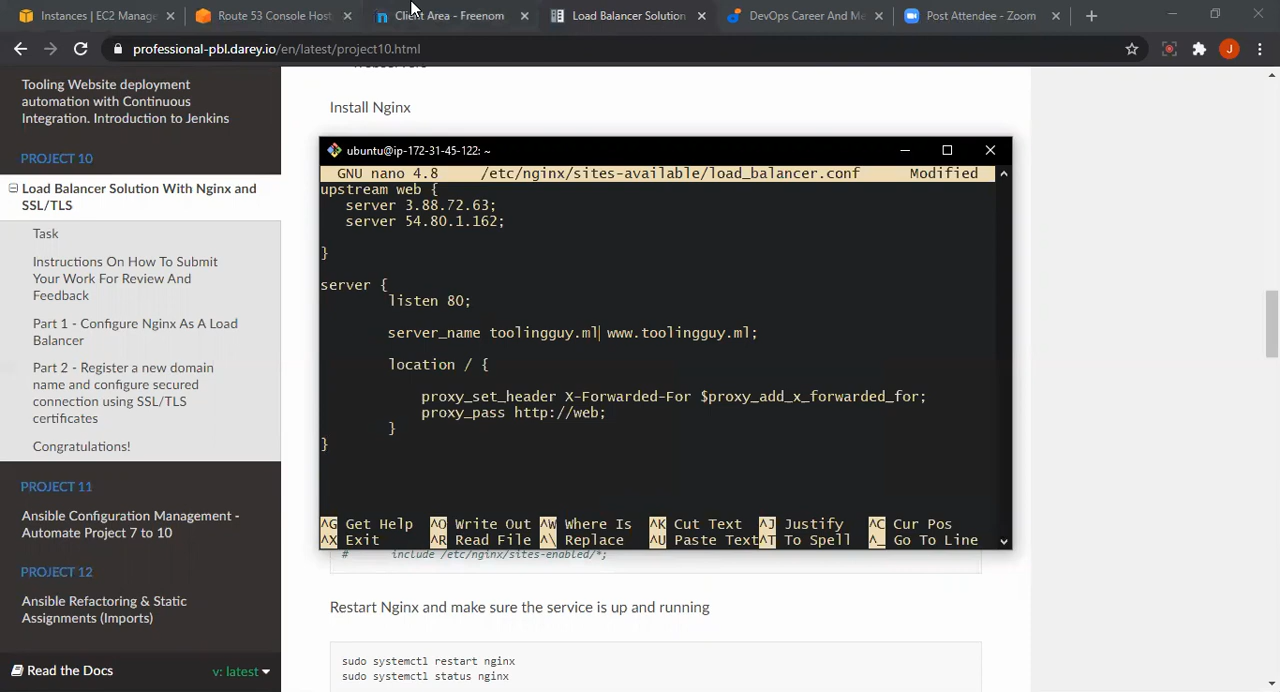 Instances | EC2 Manage
Route 53 Console Host
Client Area - Freenom
Load Balancer Solution
DevOps Career And Me
Post Attendee - Zoom
professional-pbl.darey.io/en/latest/project10.html
J
Tooling Website deployment
automation with Continuous
Integration. Introduction to Jenkins
PROJECT 10
Load Balancer Solution With Nginx and
SSL/TLS
Task
Instructions On How To Submit
Your Work For Review And
Feedback
Part 1 - Configure Nginx As A Load
Balancer
Part 2 - Register a new domain
name and configure secured
connection using SSL/TLS
certificates
Congratulations!
PROJECT 11
Ansible Configuration Management -
Automate Project 7 to 10
PROJECT 12
Ansible Refactoring & Static
Assignments (Imports)
Read the Docs
v: latest
Install Nginx
ubuntu@ip-172-31-45-122: ~
GNU nano 4.8 /etc/nginx/sites-available/load_balancer.conf Modified
upstream web {
server 3.88.72.63;
server 54.80.1.162;
}
server {
listen 80;
server_name toolingguy.ml www.toolingguy.ml;
location / {
proxy_set_header X-Forwarded-For $proxy_add_x_forwarded_for;
proxy_pass http://web;
}
}
^G Get Help ^O Write Out ^W Where Is ^K Cut Text ^J Justify ^C Cur Pos
^X Exit ^R Read File ^\ Replace ^U Paste Text ^T To Spell ^_ Go To Line
# include /etc/nginx/sites-enabled/*;
Restart Nginx and make sure the service is up and running
sudo systemctl restart nginx
sudo systemctl status nginx